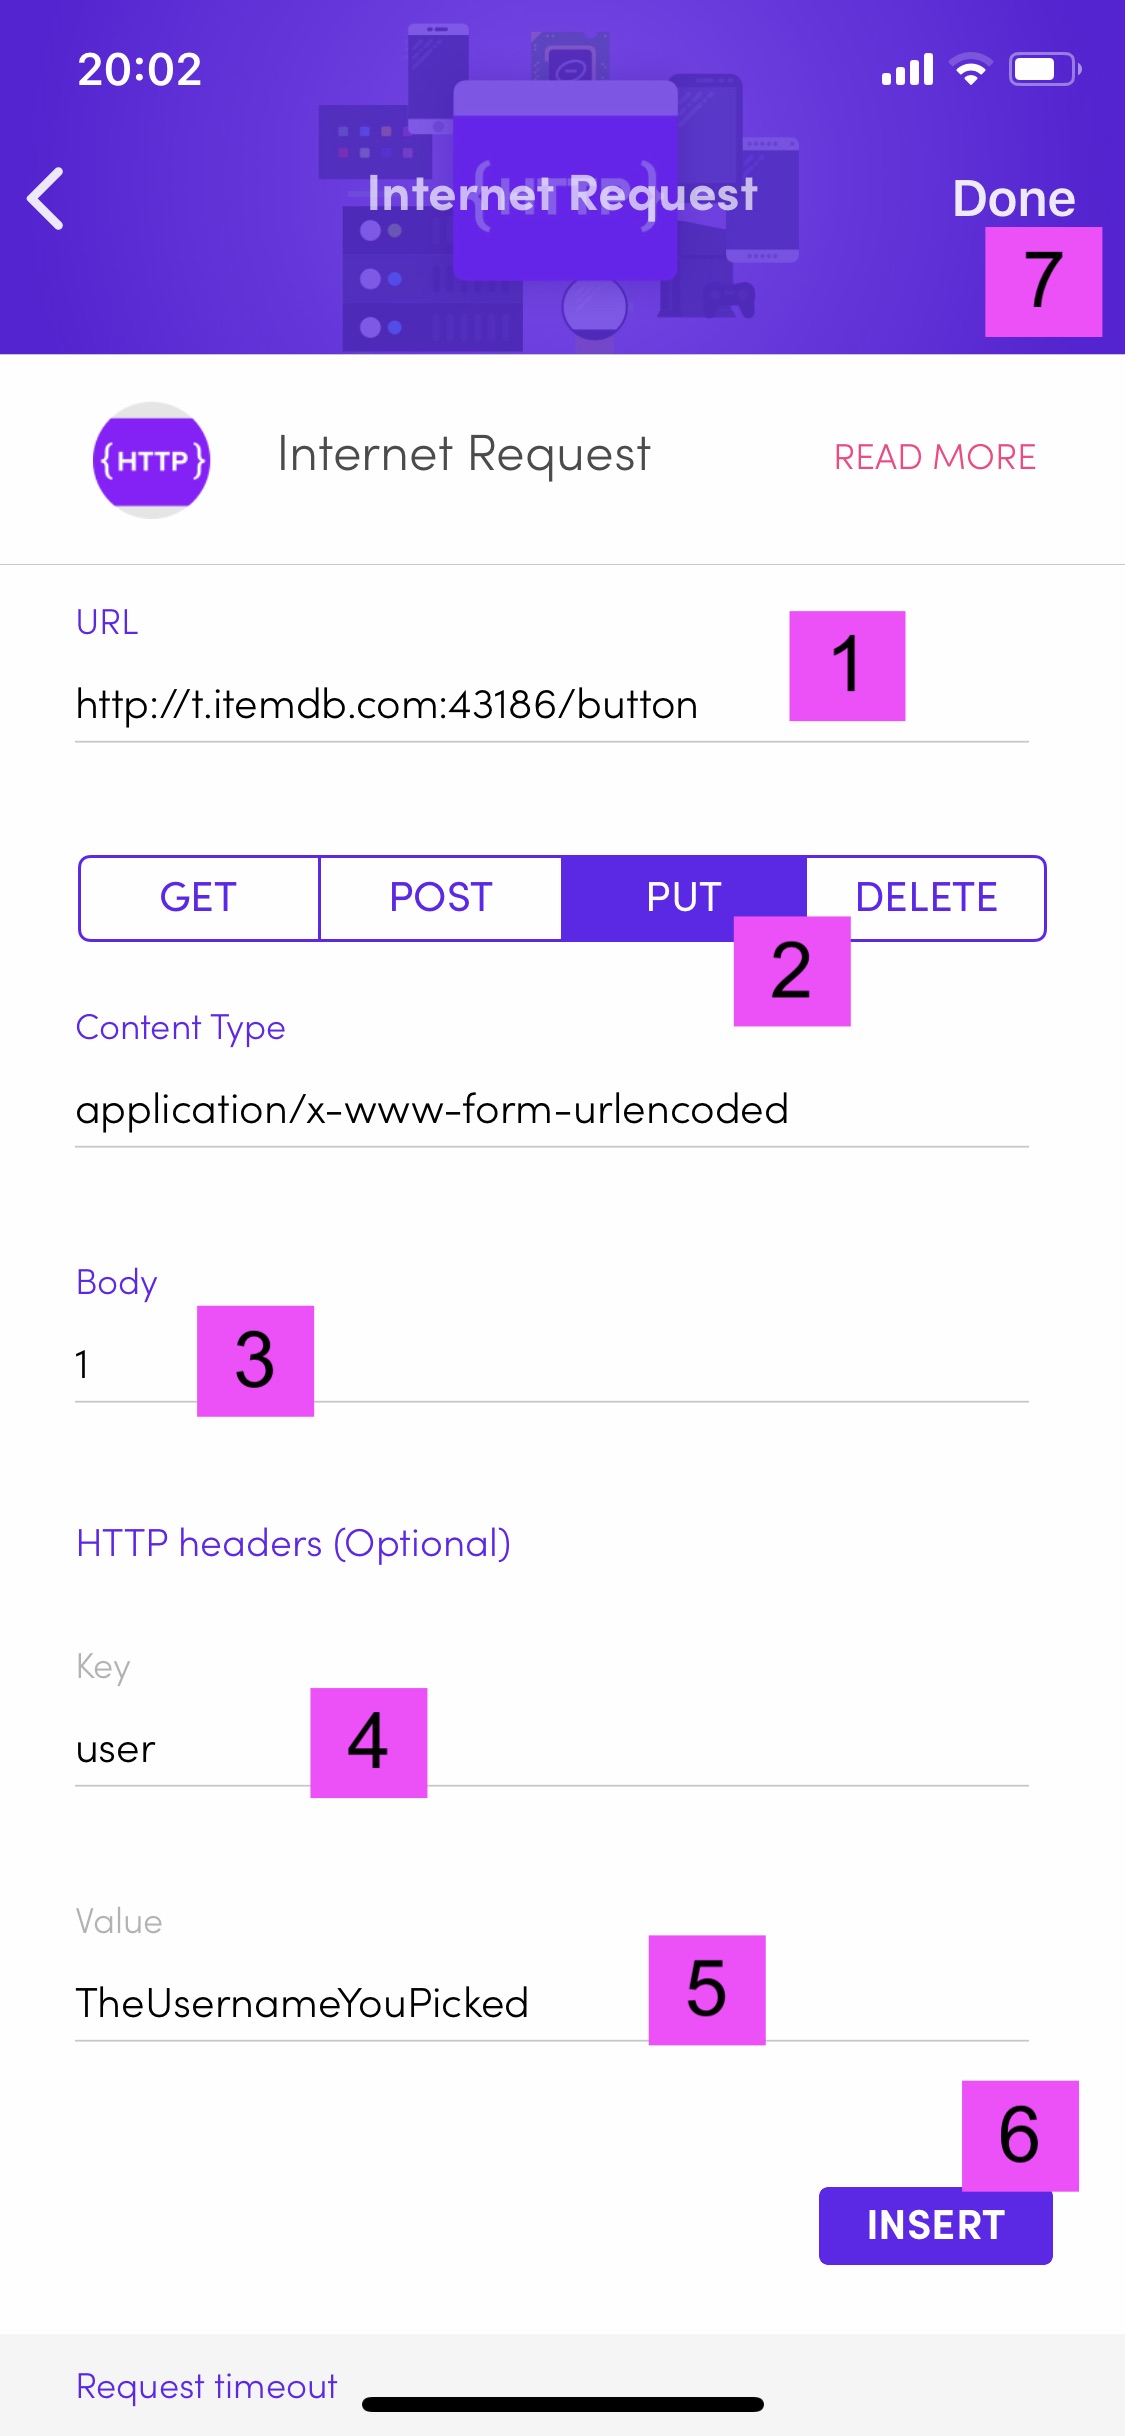 20:02
{HTTP}
Internet Request
Done
7
{HTTP}
Internet Request
READ MORE
URL
1
http://t.itemdb.com:43186/button
GET
POST
PUT
DELETE
2
Content Type
application/x-www-form-urlencoded
Body
1
3
HTTP headers (Optional)
Key
user
4
Value
TheUsernameYouPicked
5
6
INSERT
Request timeout